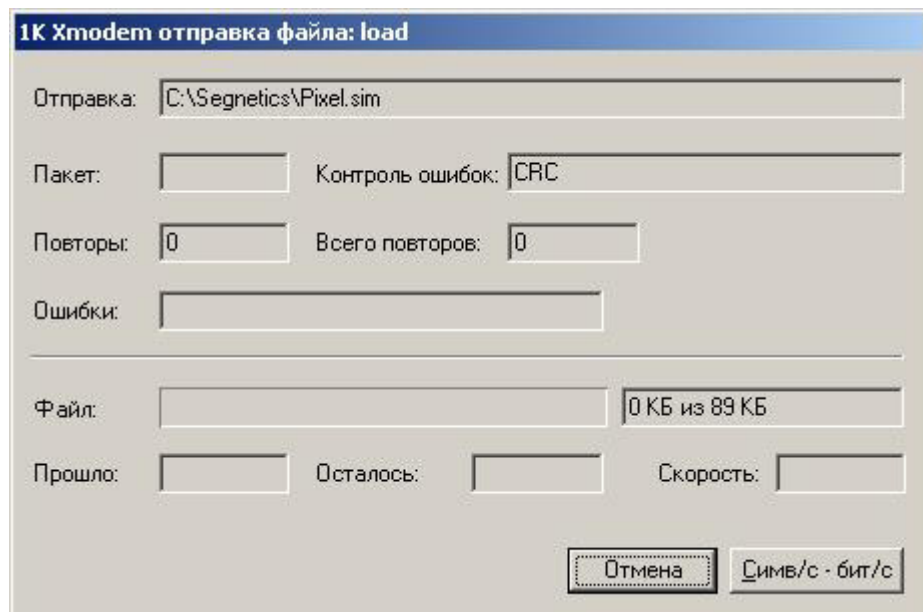 1K Xmodem отправка файла: load
Отправка: C:\Segnetics\Pixel.sim
Пакет: Контроль ошибок: CRC
Повторы: 0 Всего повторов: 0
Ошибки:
Файл: 0 КБ из 89 КБ
Прошло: Осталось: Скорость:
Отмена Симв/с - бит/с